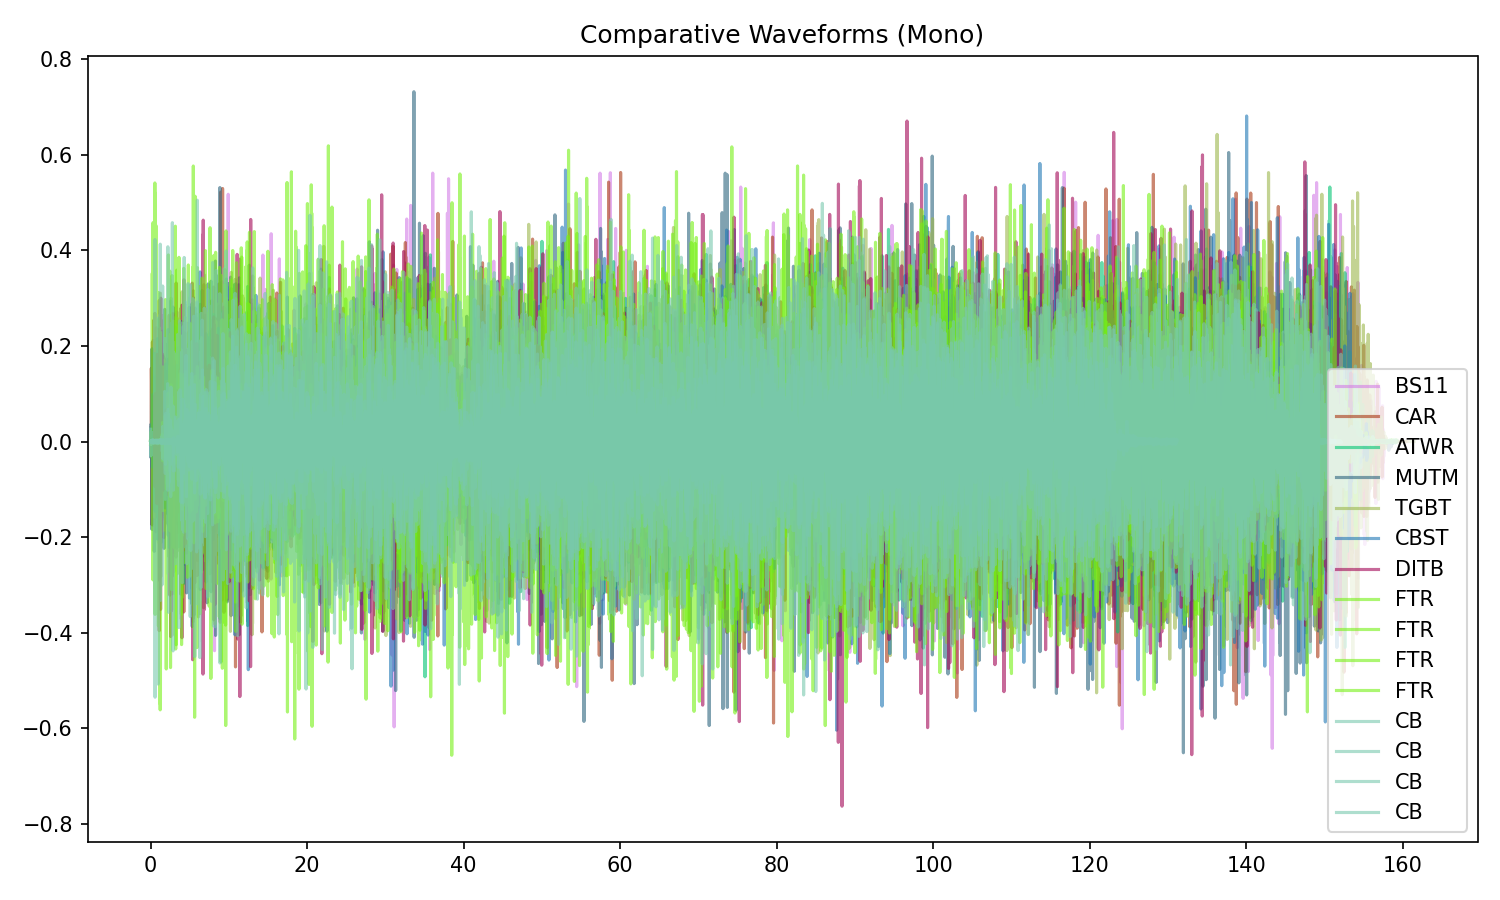 Comparative Waveforms (Mono)
0.8
0.6
0.4
0.2
0.0
−0.2
−0.4
−0.6
−0.8
0 20 40 60 80 100 120 140 160
BS11
CAR
ATWR
MUTM
TGBT
CBST
DITB
FTR
FTR
FTR
FTR
CB
CB
CB
CB